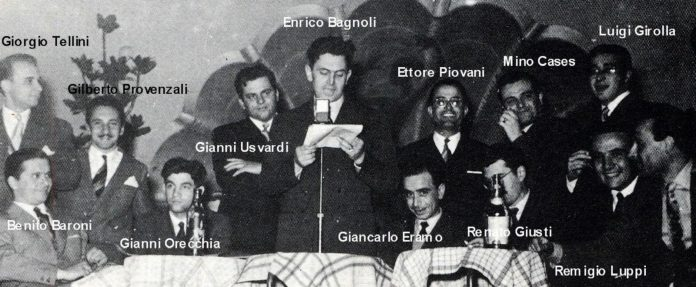 Enrico Bagnoli
Giorgio Tellini
Luigi Girolla
Mino Cases
Ettore Piovani
Gilberto Provenzali
Gianni Usvardi
Benito Baroni
Gianni Orecchia
Giancarlo Eramo
Renato Giusti
Remigio Luppi